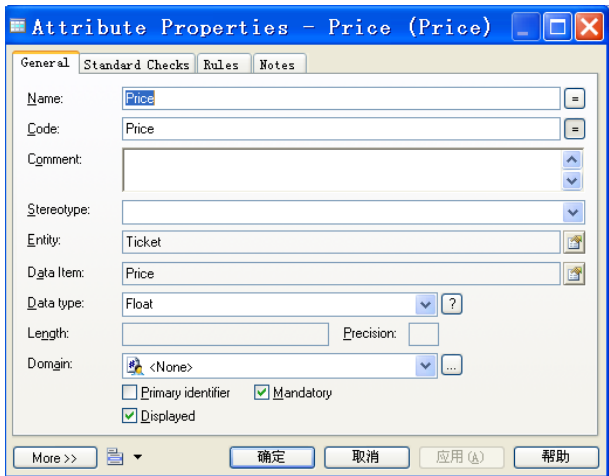 Attribute Properties - Price (Price)
General Standard Checks Rules Notes
Name: Price =
Code: Price =
Comment:
Stereotype:
Entity: Ticket
Data Item: Price
Data type: Float ?
Length: Precision:
Domain: <None> ...
Primary identifier Mandatory
Displayed
More >> 确定 取消 应用(A) 帮助